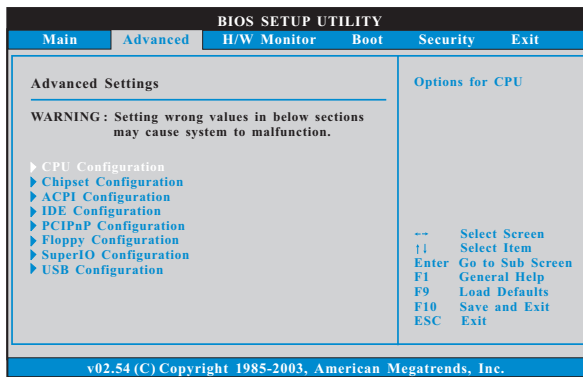 BIOS SETUP UTILITY
Main Advanced H/W Monitor Boot Security Exit
Advanced Settings
WARNING : Setting wrong values in below sections
may cause system to malfunction.
CPU Configuration
Chipset Configuration
ACPI Configuration
IDE Configuration
PCIPnP Configuration
Floppy Configuration
SuperIO Configuration
USB Configuration
Options for CPU
←→ Select Screen
↑↓ Select Item
Enter Go to Sub Screen
F1 General Help
F9 Load Defaults
F10 Save and Exit
ESC Exit
v02.54 (C) Copyright 1985-2003, American Megatrends, Inc.